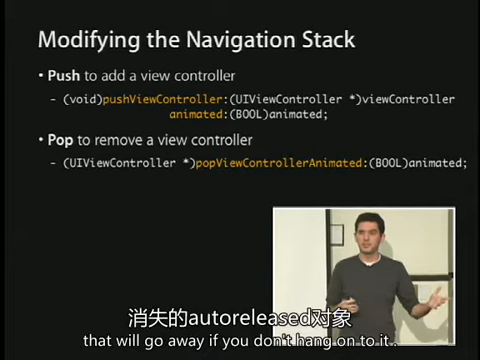 Modifying the Navigation Stack
• Push to add a view controller
- (void)pushViewController:(UIViewController *)viewController
animated:(BOOL)animated;
• Pop to remove a view controller
- (UIViewController *)popViewControllerAnimated:(BOOL)animated;
消失的autoreleased对象
that will go away if you don't hang on to it .